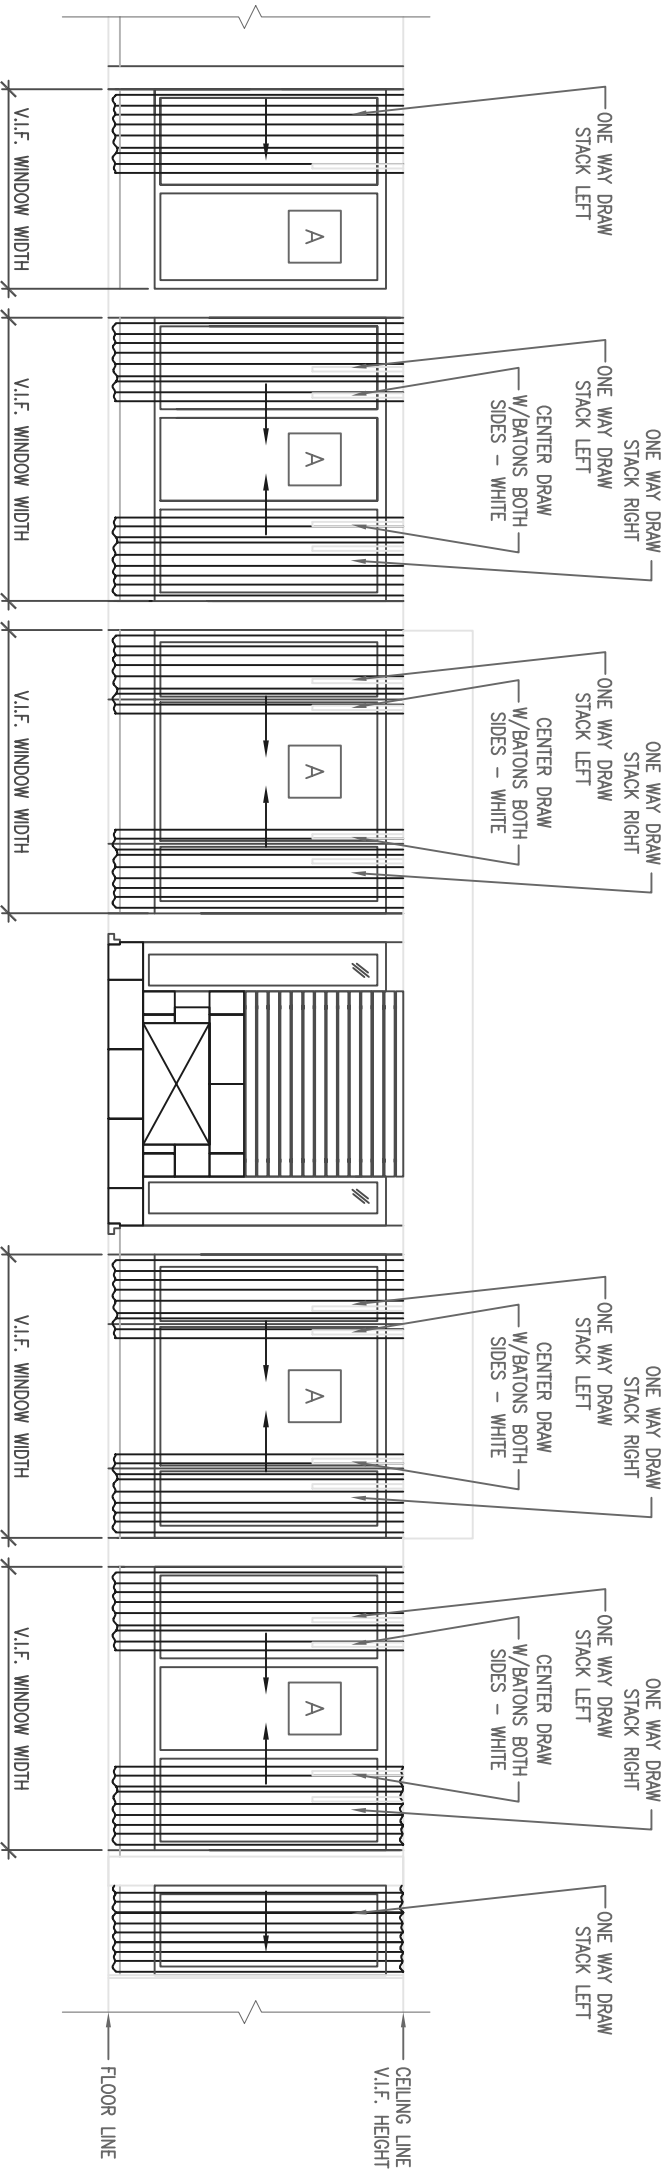 ONE WAY DRAW
STACK LEFT
A
V.I.F. WINDOW WIDTH
ONE WAY DRAW
STACK RIGHT
ONE WAY DRAW
STACK LEFT
CENTER DRAW
W/BATONS BOTH
SIDES - WHITE
A
V.I.F. WINDOW WIDTH
ONE WAY DRAW
STACK RIGHT
ONE WAY DRAW
STACK LEFT
CENTER DRAW
W/BATONS BOTH
SIDES - WHITE
A
V.I.F. WINDOW WIDTH
ONE WAY DRAW
STACK RIGHT
ONE WAY DRAW
STACK LEFT
CENTER DRAW
W/BATONS BOTH
SIDES - WHITE
A
V.I.F. WINDOW WIDTH
ONE WAY DRAW
STACK RIGHT
ONE WAY DRAW
STACK LEFT
CENTER DRAW
W/BATONS BOTH
SIDES - WHITE
A
V.I.F. WINDOW WIDTH
ONE WAY DRAW
STACK LEFT
CEILING LINE
V.I.F. HEIGHT
FLOOR LINE